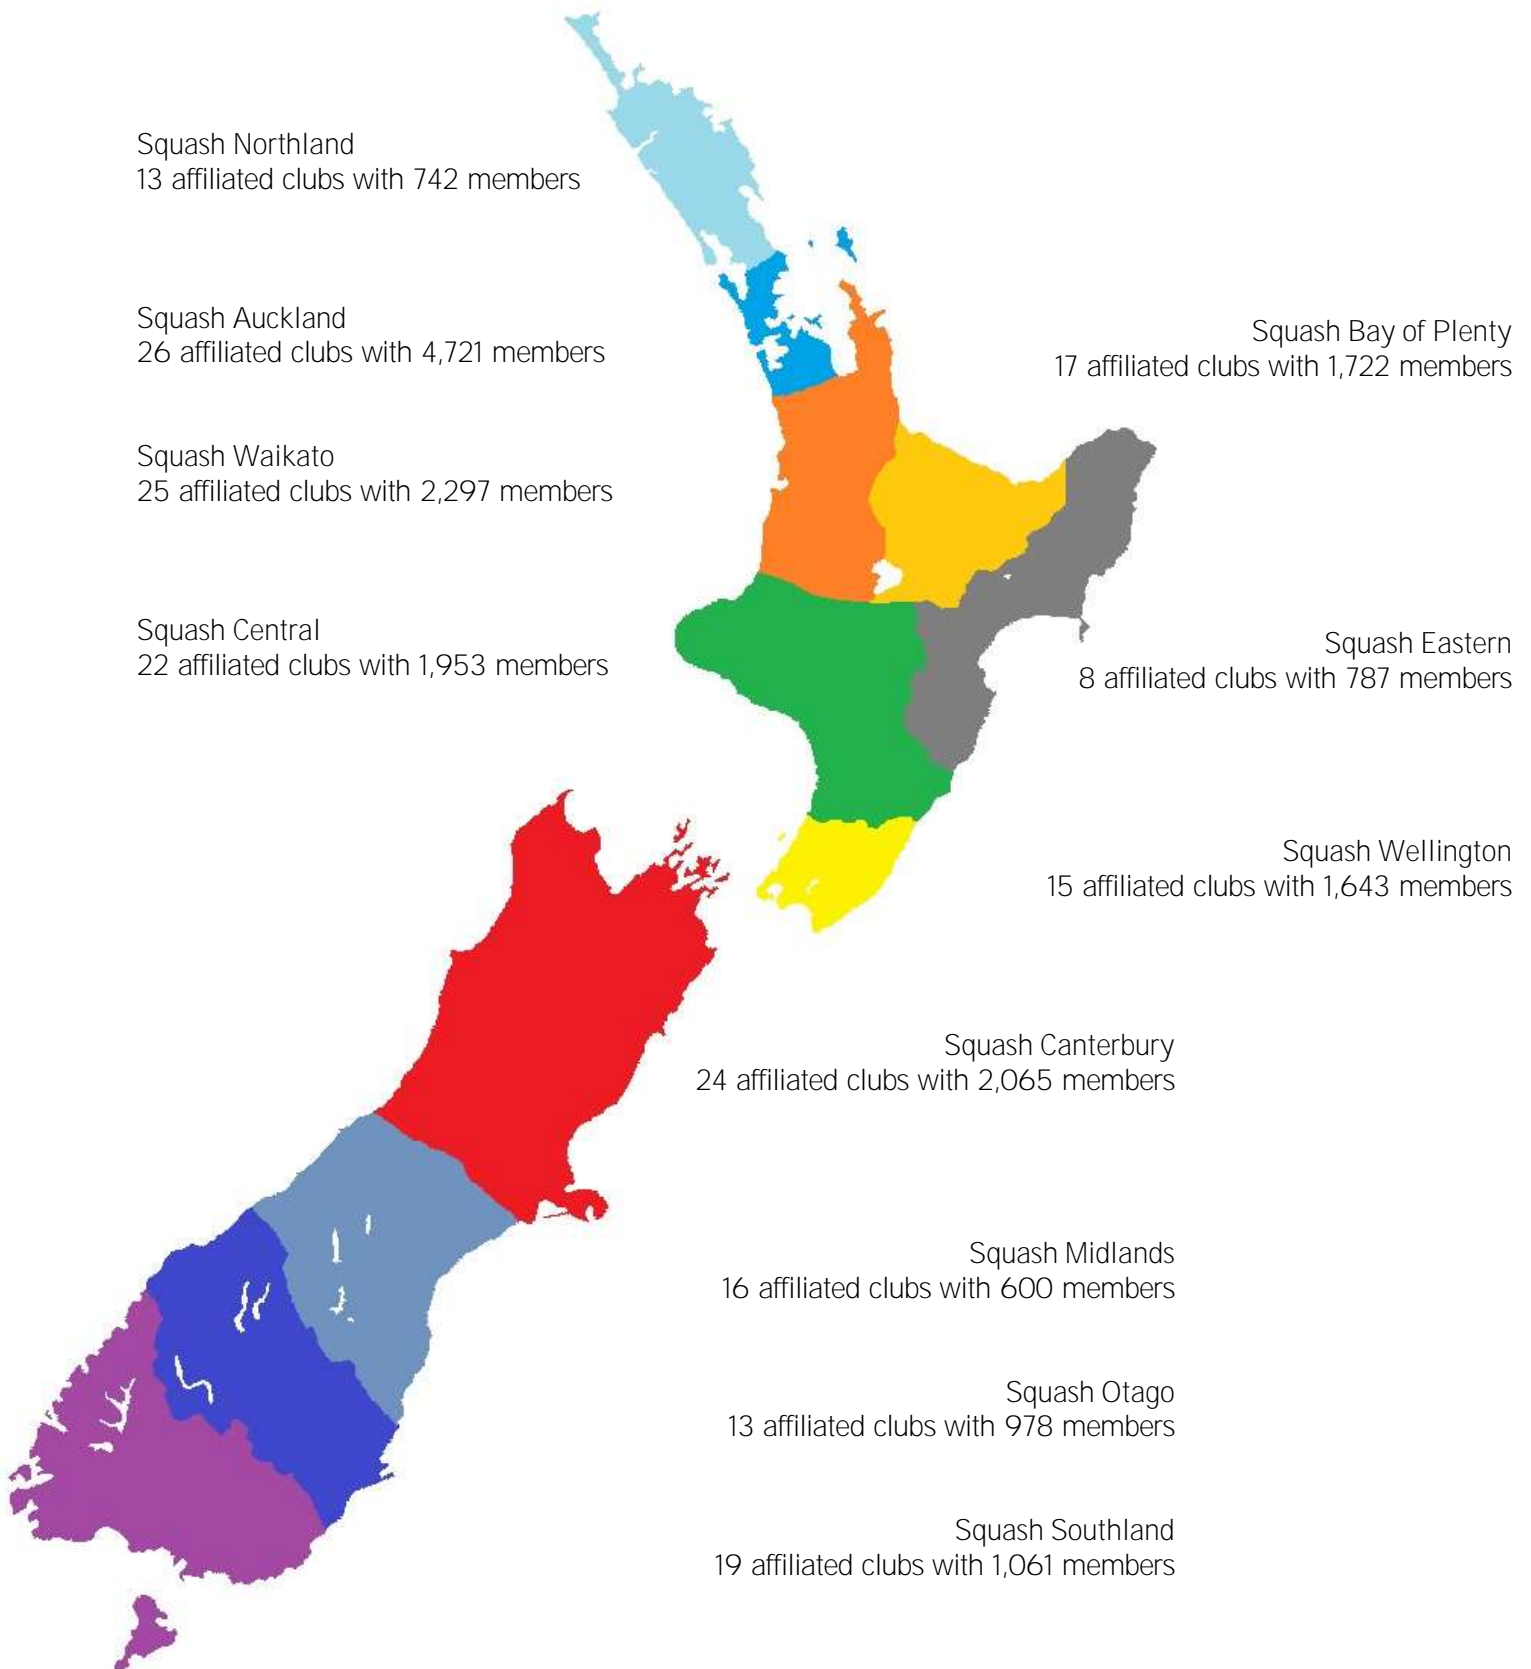 Squash Northland
13 affiliated clubs with 742 members
Squash Auckland
26 affiliated clubs with 4,721 members
Squash Bay of Plenty
17 affiliated clubs with 1,722 members
Squash Waikato
25 affiliated clubs with 2,297 members
Squash Central
22 affiliated clubs with 1,953 members
Squash Eastern
8 affiliated clubs with 787 members
Squash Wellington
15 affiliated clubs with 1,643 members
Squash Canterbury
24 affiliated clubs with 2,065 members
Squash Midlands
16 affiliated clubs with 600 members
Squash Otago
13 affiliated clubs with 978 members
Squash Southland
19 affiliated clubs with 1,061 members